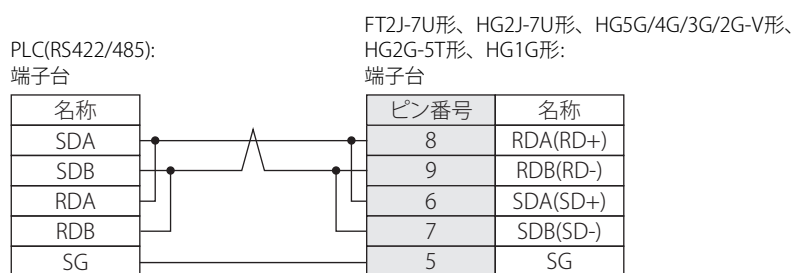 FT2J-7U形、HG2J-7U形、HG5G/4G/3G/2G-V形、
PLC(RS422/485):
HG2G-5T形、HG1G形:
端子台
端子台
名称
ピン番号 名称
SDA
8 RDA(RD+)
SDB
9 RDB(RD-)
RDA
6 SDA(SD+)
RDB
7 SDB(SD-)
SG
5 SG